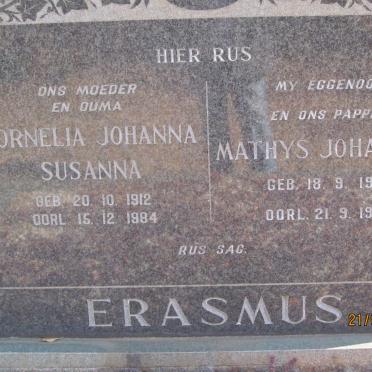 HIER RUS
ONS MOEDER
EN OUMA
ORNELIA JOHANNA
SUSANNA
GEB. 20. 10. 1912
OORL. 15. 12. 1984
MY EGGENO
EN ONS PAPP
MATHYS JOHA
GEB. 18. 9. 19
OORL. 21. 9. 19
RUS SAG.
ERASMUS
21/